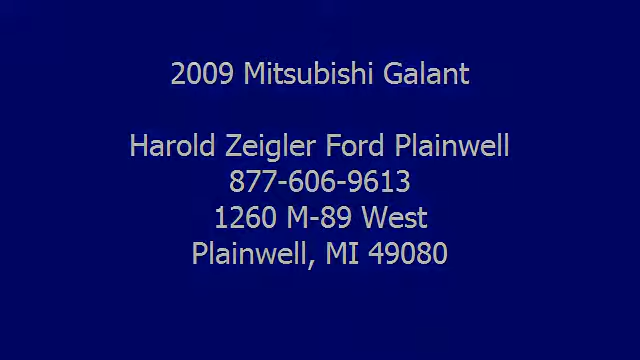 2009 Mitsubishi Galant
Harold Zeigler Ford Plainwell
877-606-9613
1260 M-89 West
Plainwell, MI 49080